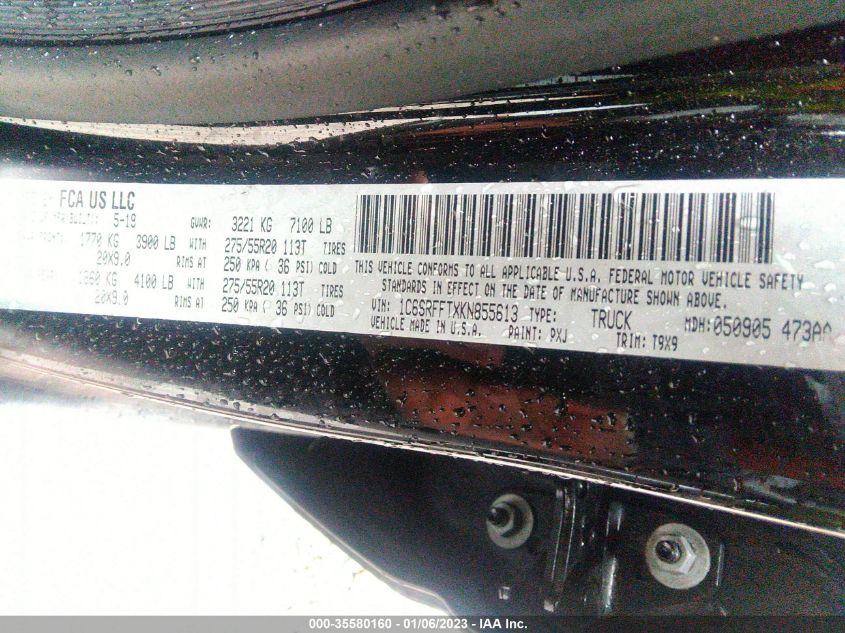 FCA US LLC
5-19 GVWR: 3221 KG 7100 LB
1770 KG 3900 LB WITH 275/55R20 113T TIRES
20X9.0 RIMS AT 250 KPA ( 36 PSI) COLD
1860 KG 4100 LB WITH 275/55R20 113T TIRES
20X9.0 RIMS AT 250 KPA ( 36 PSI) COLD
THIS VEHICLE CONFORMS TO ALL APPLICABLE U.S.A. FEDERAL MOTOR VEHICLE SAFETY
STANDARDS IN EFFECT ON THE DATE OF MANUFACTURE SHOWN ABOVE.
VIN: 1C6SRFFTXKN855613 TYPE: TRUCK MDH: 050905 473AA
VEHICLE MADE IN U.S.A. PAINT: PXJ TRIM: T9X9
000-35580160 - 01/06/2023 - IAA Inc.